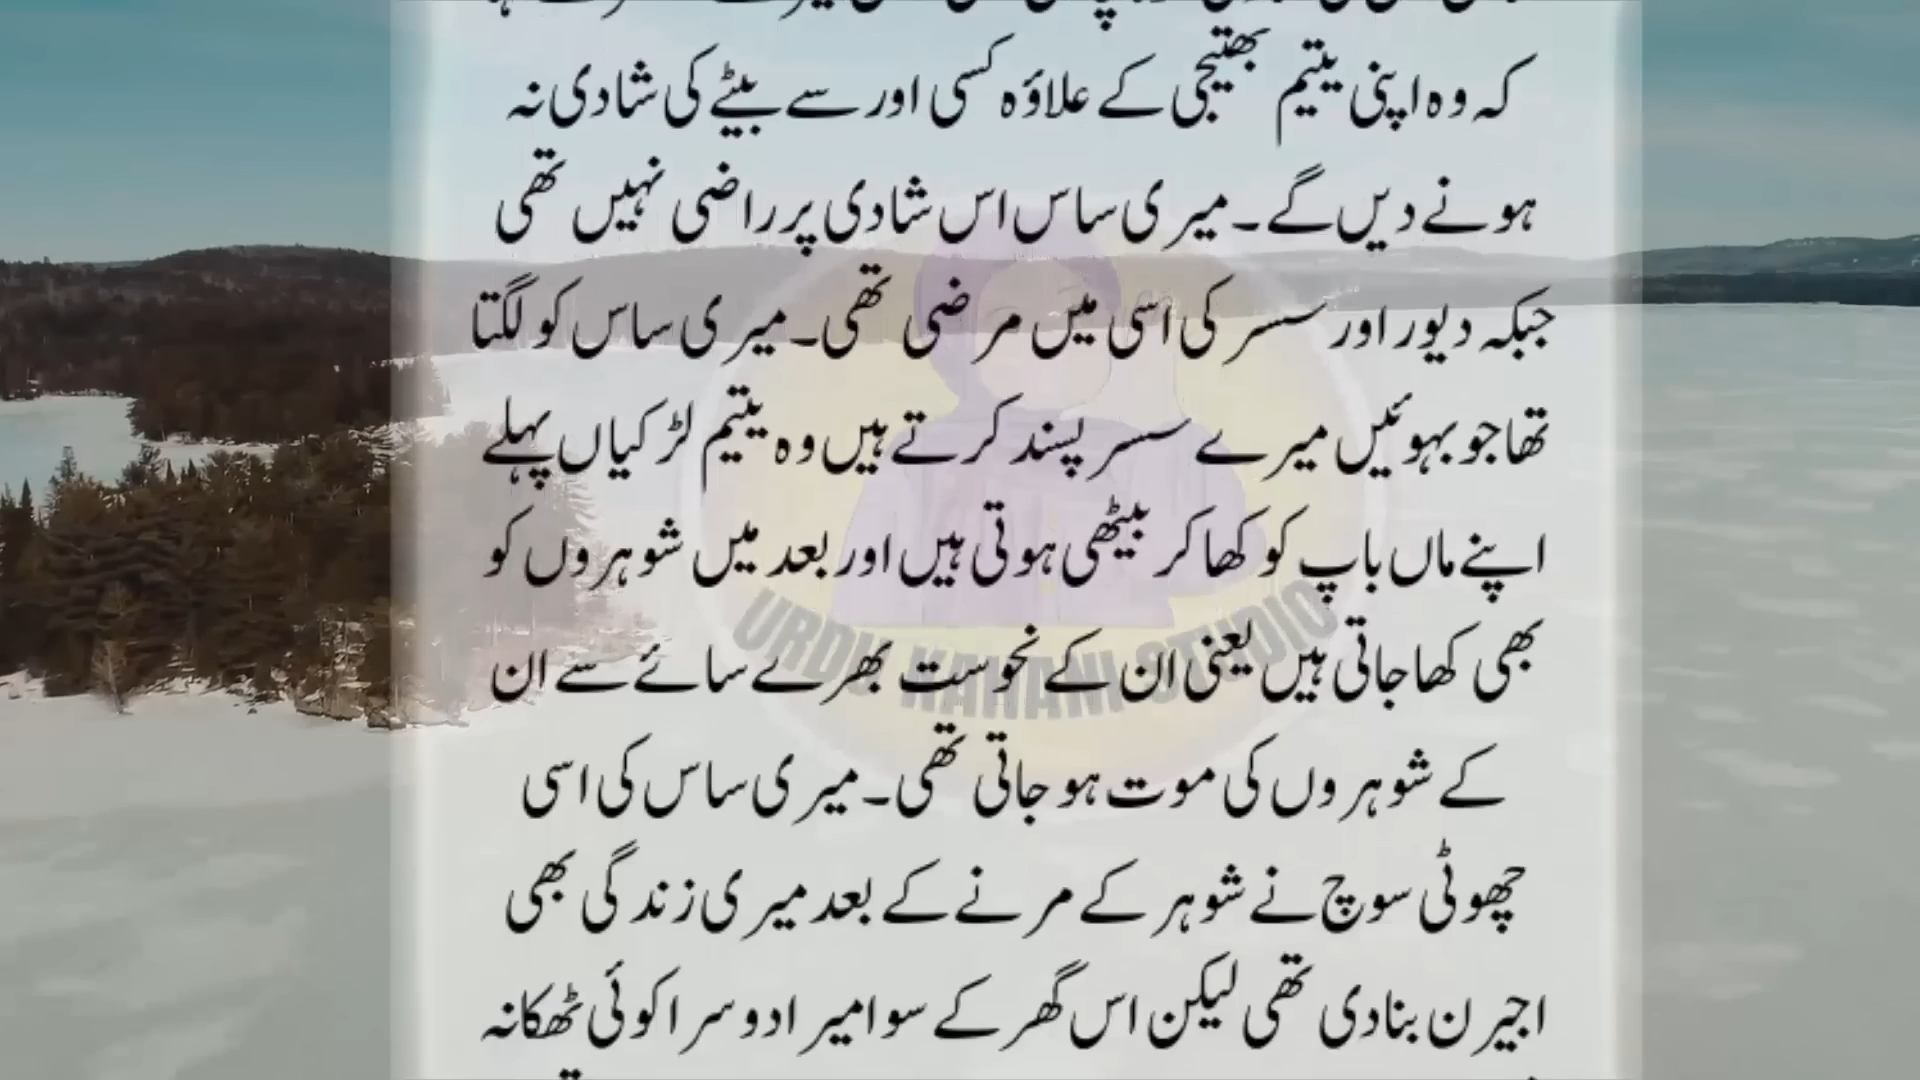 کہ وہ اپنی یتیم بھتیجی کے علاؤہ کسی اور سے بیٹے کی شادی نہ
ہونے دیں گے۔ میری ساس اس شادی پر راضی نہیں تھی
جبکہ دیور اور سسر کی اسی میں مرضی تھی۔ میری ساس کو لگتا
تھا جو بہوئیں میرے سسر پسند کرتے ہیں وہ یتیم لڑکیاں پہلے
اپنے ماں باپ کو کھا کر بیٹھی ہوتی ہیں اور بعد میں شوہروں کو
بھی کھا جاتی ہیں یعنی ان کے نحوست بھرے سائے سے ان
کے شوہروں کی موت ہو جاتی تھی۔ میری ساس کی اسی
چھوٹی سوچ نے شوہر کے مرنے کے بعد میری زندگی بھی
اجیرن بنا دی تھی لیکن اس گھر کے سوا میرا دوسرا کوئی ٹھکانہ
URDU KAHANI STUDIO